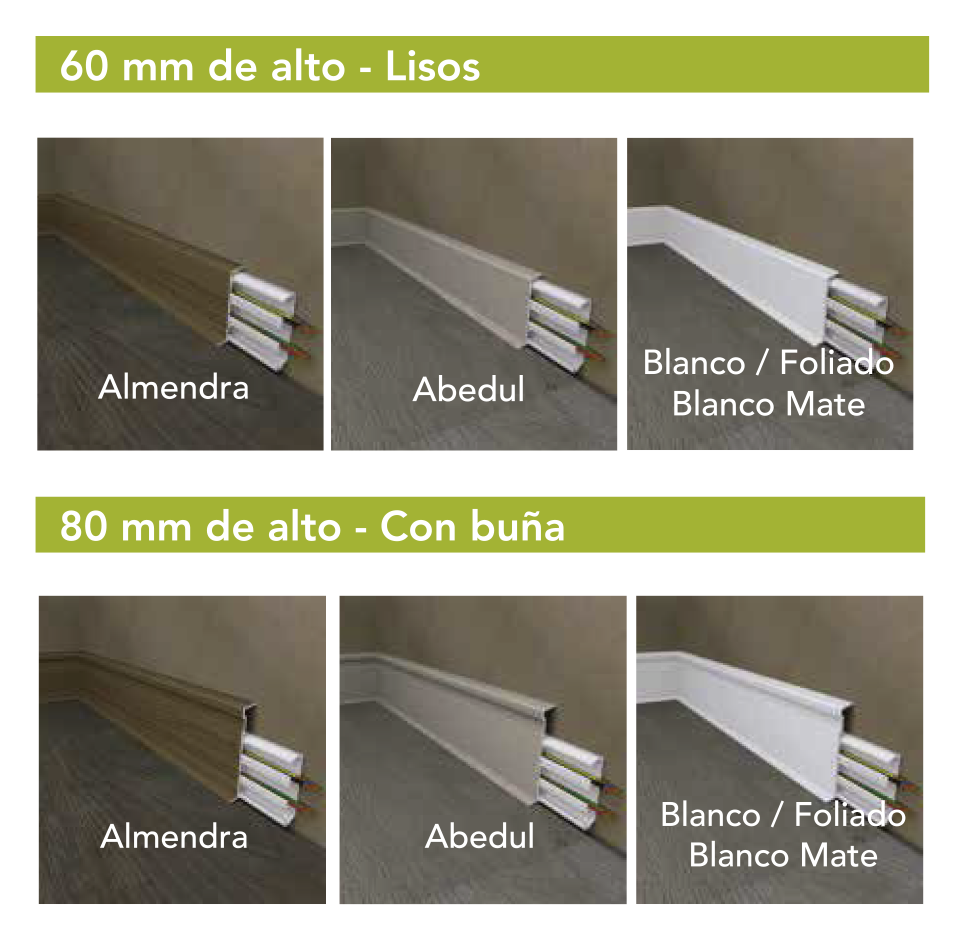 60 mm de alto - Lisos
Almendra
Abedul
Blanco / Foliado
Blanco Mate
80 mm de alto - Con buña
Almendra
Abedul
Blanco / Foliado
Blanco Mate